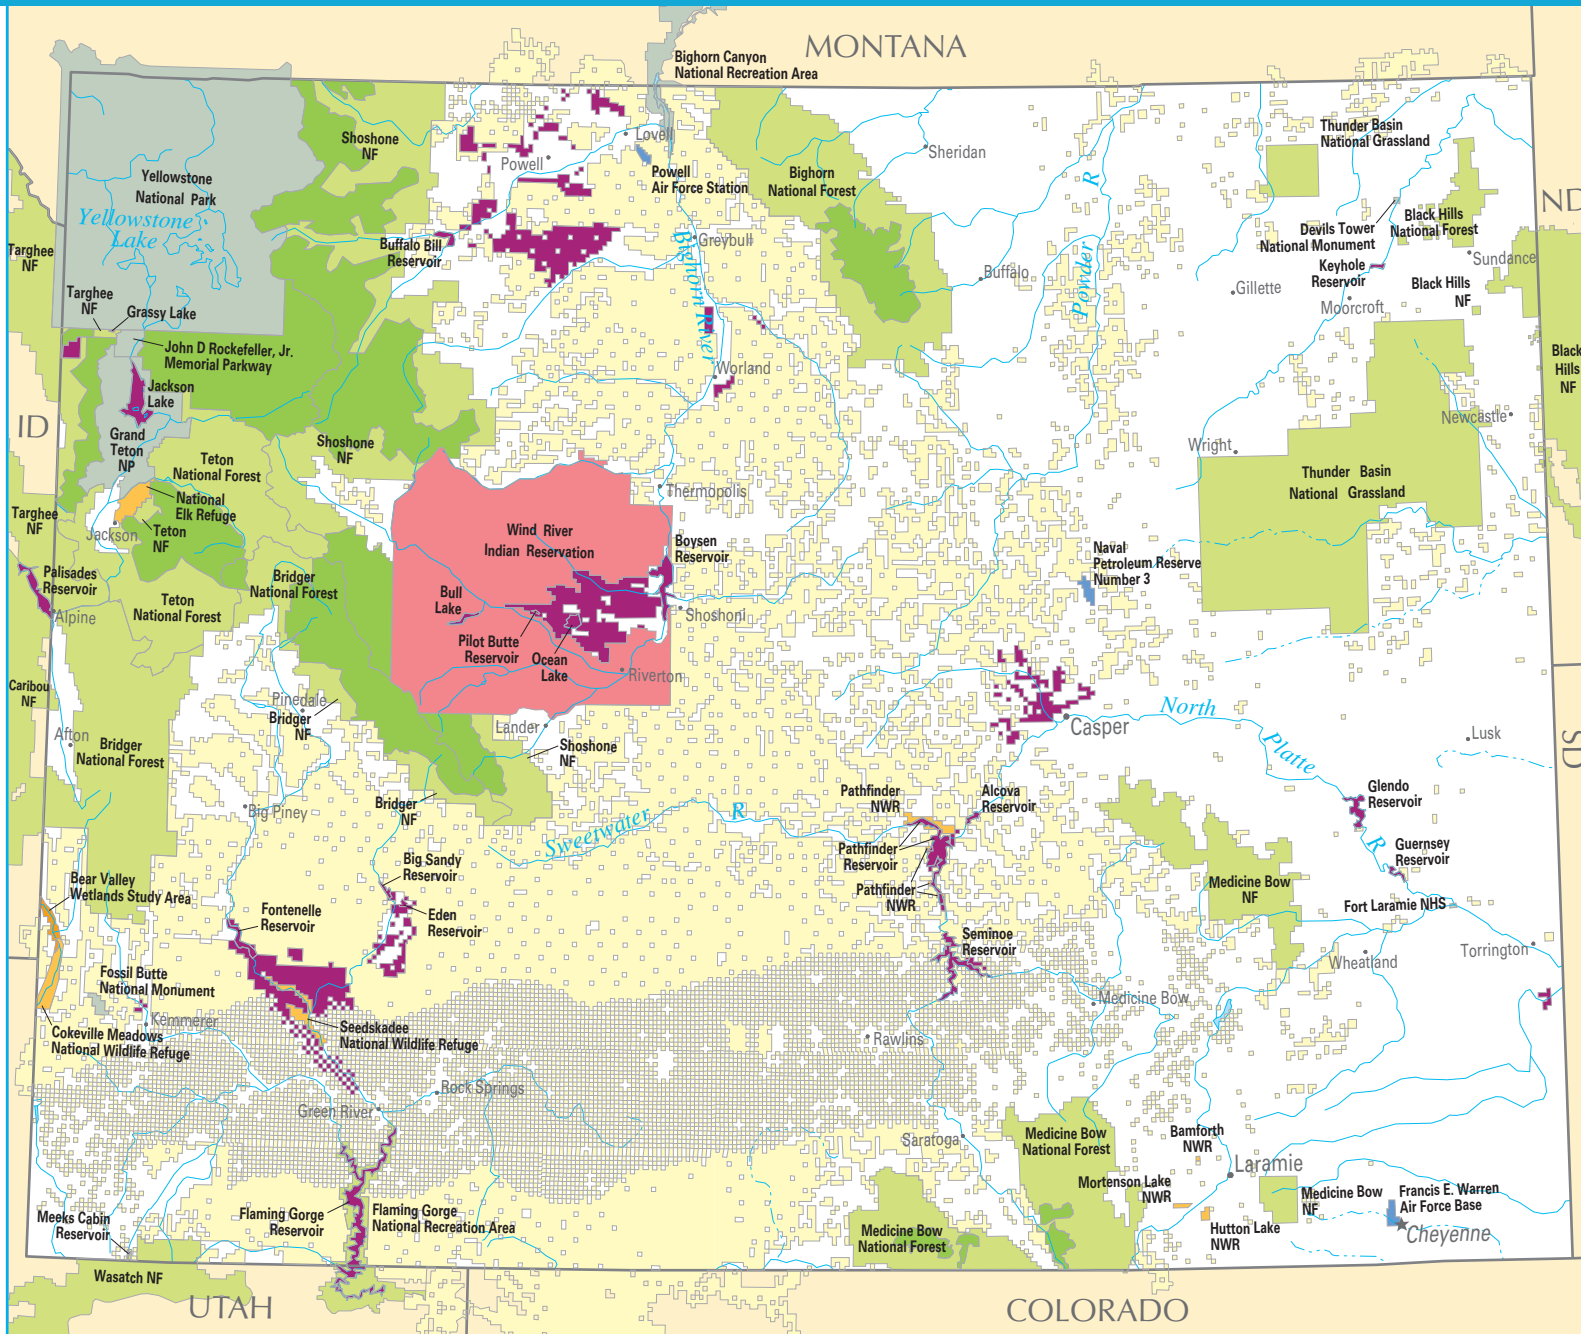 MONTANA
Bighorn Canyon
National Recreation Area
Shoshone
NF
Lovell
Powell
Powell
Air Force Station
Bighorn
National Forest
Sheridan
Thunder Basin
National Grassland
Yellowstone
National Park
Yellowstone
Lake
Targhee
NF
Buffalo Bill
Reservoir
Greybull
Bighorn River
Buffalo
Powder
R
Devils Tower
National Monument
Black Hills
National Forest
ND
Sundance
Keyhole
Reservoir
Black Hills
NF
Gillette
Moorcroft
Targhee
NF
Grassy Lake
John D Rockefeller, Jr.
Memorial Parkway
Jackson
Lake
Worland
Black
Hills
NF
ID
Grand
Teton
NP
Shoshone
NF
Newcastle
Wright
Teton
National Forest
National
Elk Refuge
Thermopolis
Thunder Basin
National Grassland
Targhee
NF
Jackson
Teton
NF
Wind River
Indian Reservation
Boysen
Reservoir
Naval
Petroleum Reserve
Number 3
Palisades
Reservoir
Bridger
National Forest
Bull
Lake
Alpine
Teton
National Forest
Shoshoni
Pilot Butte
Reservoir
Ocean
Lake
Riverton
Caribou
NF
Pinedale
Bridger
NF
Lander
North
Platte
R
Casper
Afton
Bridger
National Forest
Shoshone
NF
Lusk
SD
Big Piney
Bridger
NF
Sweetwater
R
Pathfinder
NWR
Alcova
Reservoir
Glendo
Reservoir
Pathfinder
Reservoir
Guernsey
Reservoir
Bear Valley
Wetlands Study Area
Big Sandy
Reservoir
Pathfinder
NWR
Medicine Bow
NF
Fort Laramie NHS
Fontenelle
Reservoir
Eden
Reservoir
Seminoe
Reservoir
Torrington
Wheatland
Fossil Butte
National Monument
Medicine Bow
Kemmerer
Cokeville Meadows
National Wildlife Refuge
Seedskadee
National Wildlife Refuge
Rawlins
Rock Springs
Green River
Saratoga
Medicine Bow
National Forest
Bamforth
NWR
Laramie
Mortenson Lake
NWR
Medicine Bow
NF
Francis E. Warren
Air Force Base
Meeks Cabin
Reservoir
Flaming Gorge
Reservoir
Flaming Gorge
National Recreation Area
Medicine Bow
National Forest
Hutton Lake
NWR
Cheyenne
Wasatch NF
UTAH
COLORADO